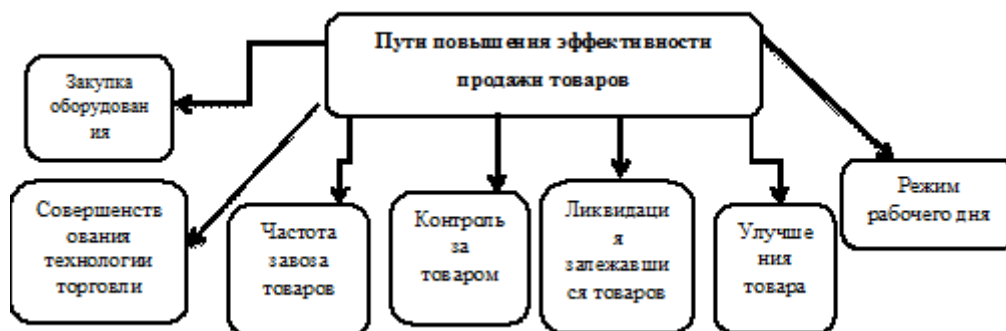 Пути повышения эффективности
продажи товаров
Закупка
оборудован
ия
Совершенств
ования
технологии
торговли
Частота
завоза
товаров
Контроль
за
товаром
Ликвидаци
я
залежавши
ся товаров
Улучше
ния
товара
Режим
рабочего дня